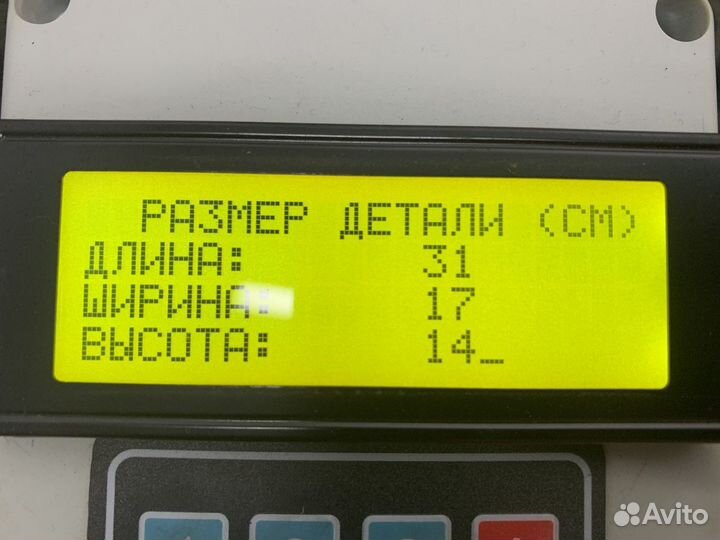 РАЗМЕР ДЕТАЛИ (СМ)
ДЛИНА: 31
ШИРИНА: 17
ВЫСОТА: 14_
Avito